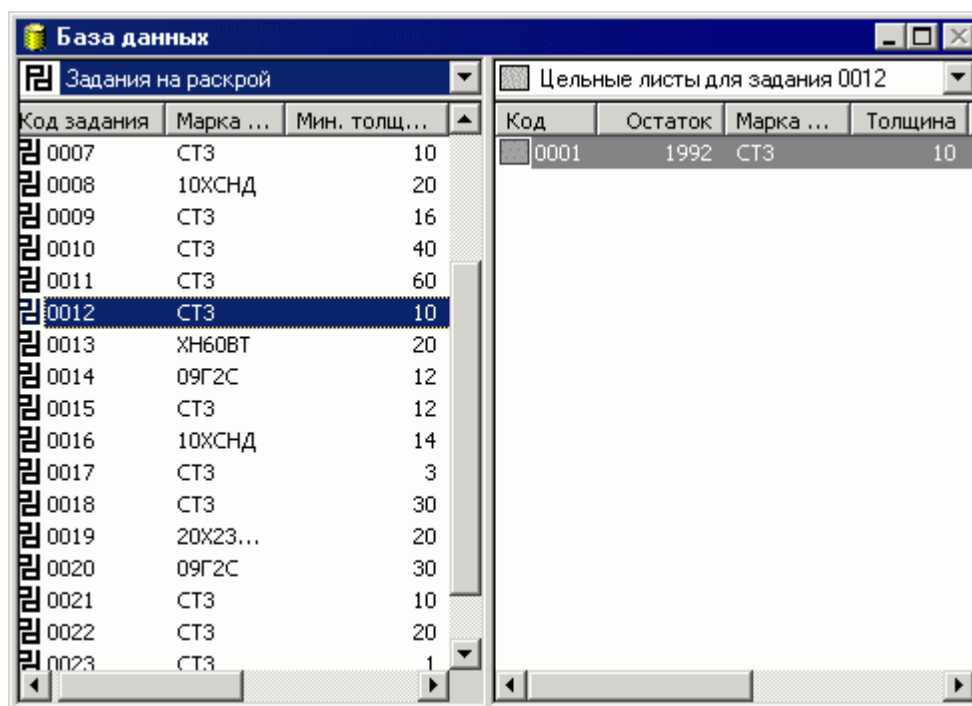 База данных
Задания на раскрой
Код задания Марка ... Мин. толщ...
0007 СТ3 10
0008 10ХСНД 20
0009 СТ3 16
0010 СТ3 40
0011 СТ3 60
0012 СТ3 10
0013 ХН60ВТ 20
0014 09Г2С 12
0015 СТ3 12
0016 10ХСНД 14
0017 СТ3 3
0018 СТ3 30
0019 20Х23... 20
0020 09Г2С 30
0021 СТ3 10
0022 СТ3 20
0023 СТ3 1
Цельные листы для задания 0012
Код Остаток Марка ... Толщина
0001 1992 СТ3 10